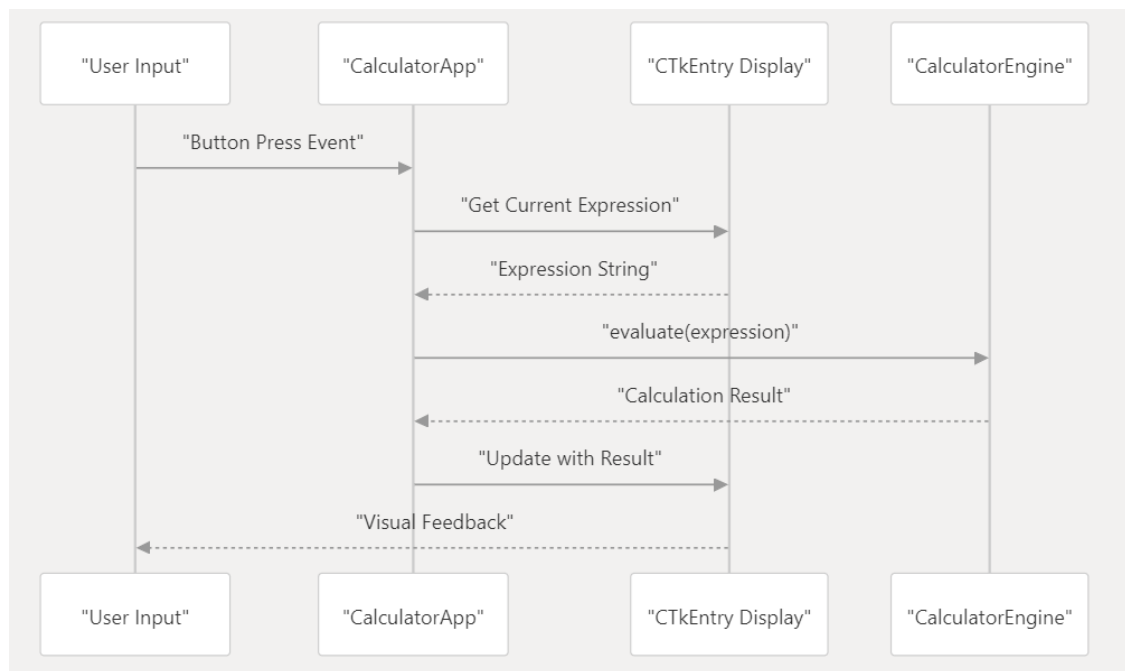 "User Input"
"CalculatorApp"
"CTkEntry Display"
"CalculatorEngine"
"Button Press Event"
"Get Current Expression"
"Expression String"
"evaluate(expression)"
"Calculation Result"
"Update with Result"
"Visual Feedback"
"User Input"
"CalculatorApp"
"CTkEntry Display"
"CalculatorEngine"